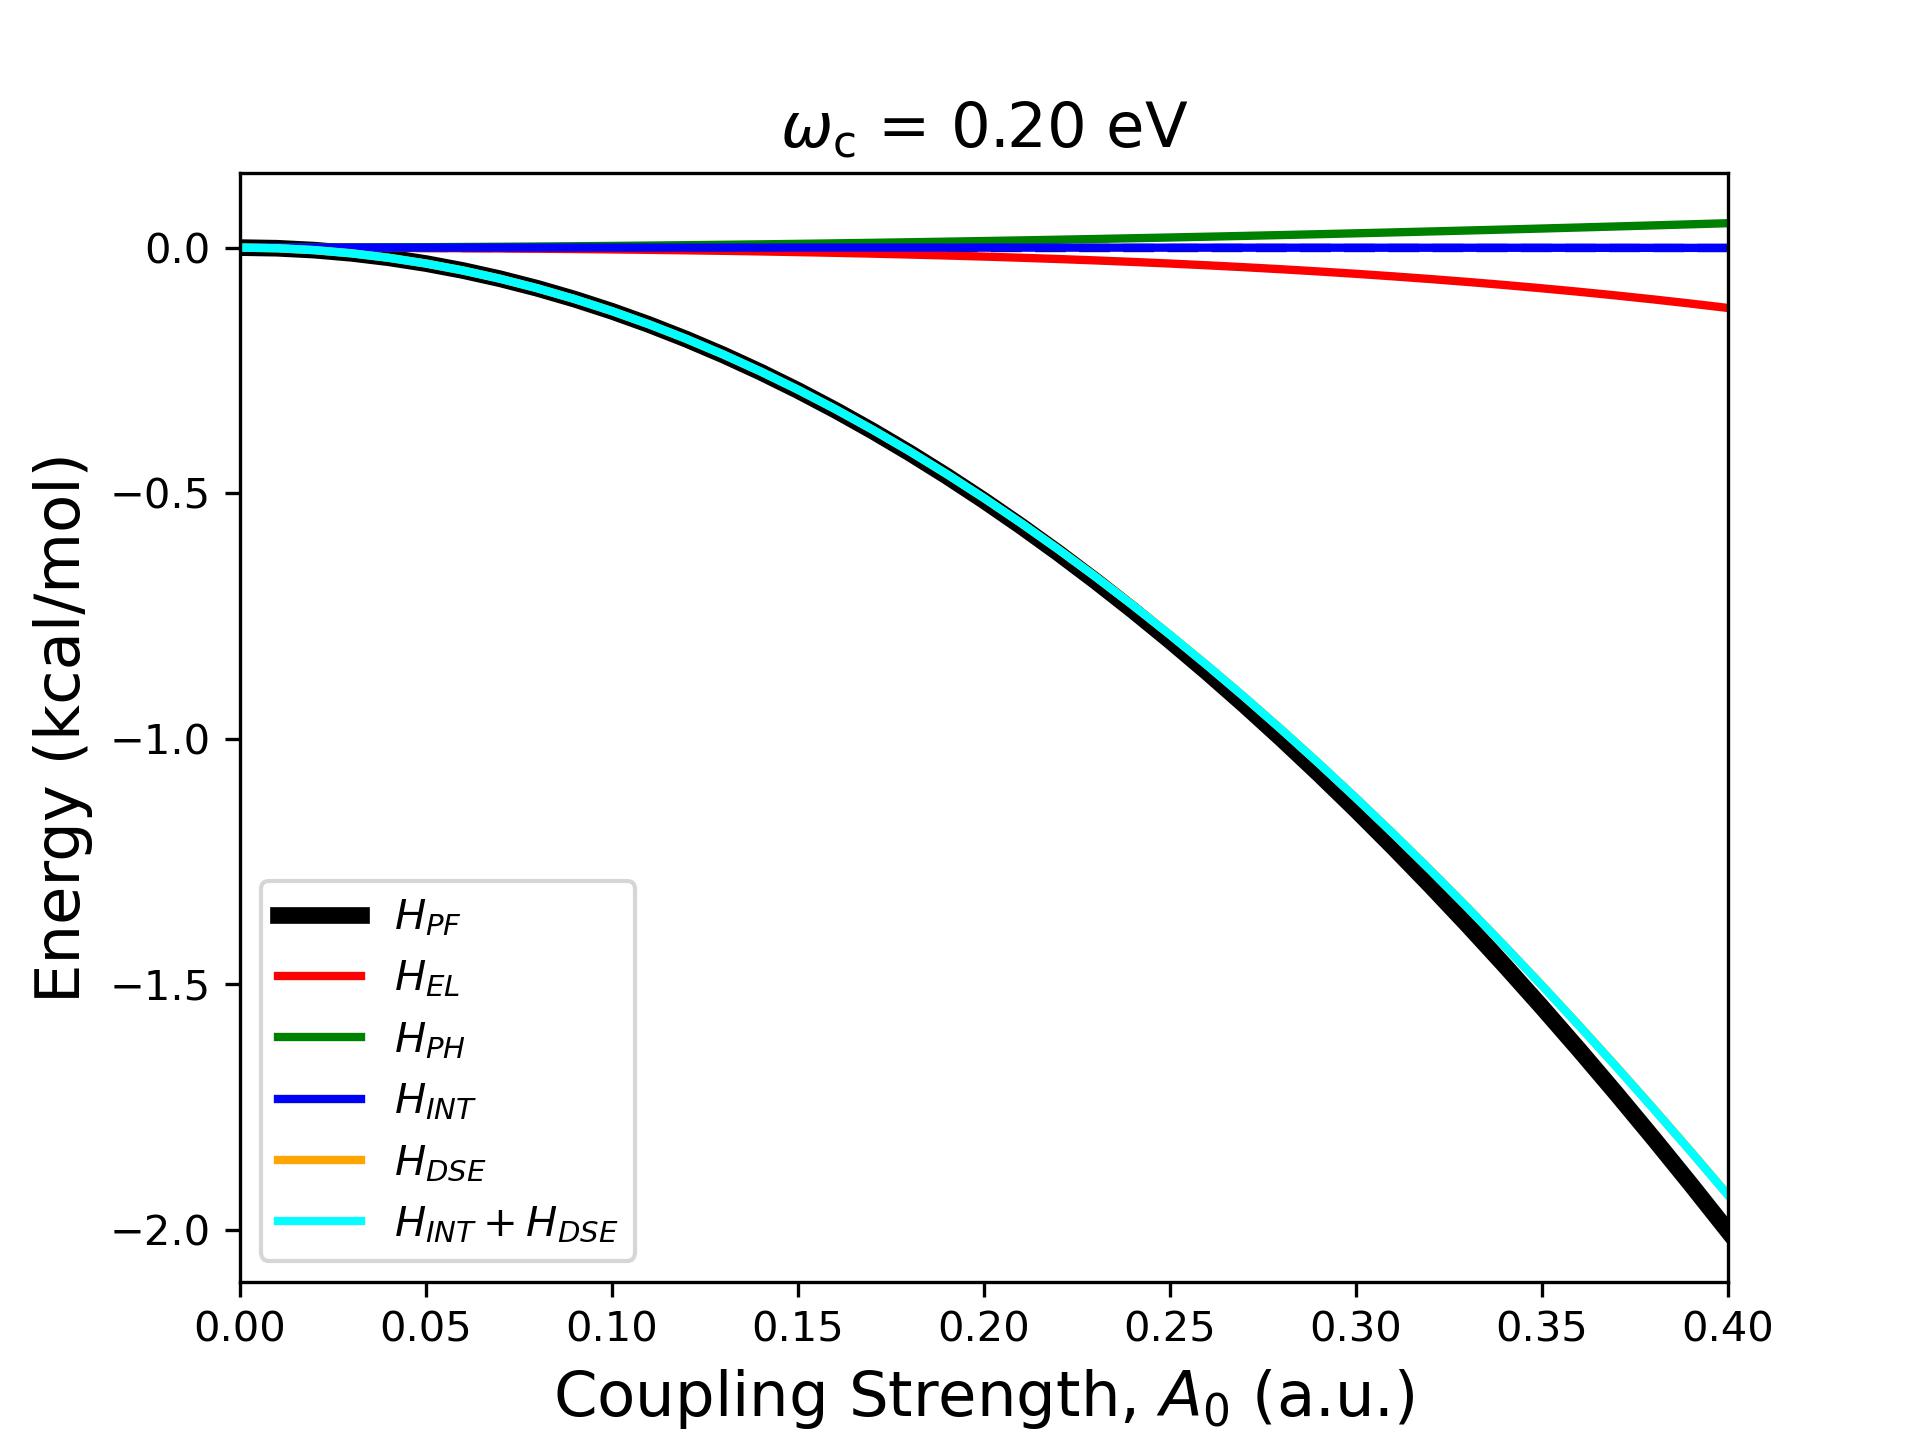 ω_c = 0.20 eV
Energy (kcal/mol)
0.0
−0.5
−1.0
−1.5
−2.0
H_PF
H_EL
H_PH
H_INT
H_DSE
H_INT + H_DSE
0.00 0.05 0.10 0.15 0.20 0.25 0.30 0.35 0.40
Coupling Strength, A_0 (a.u.)